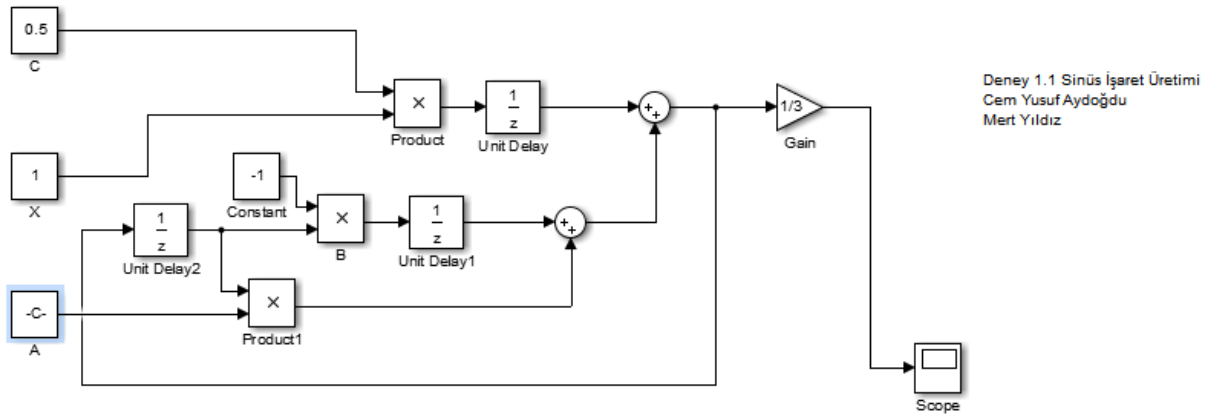 0.5
C
Deney 1.1 Sinüs İşaret Üretimi
Cem Yusuf Aydoğdu
Mert Yıldız
×
Product
1
z
Unit Delay
+
+
1/3
Gain
1
X
-1
Constant
×
B
1
z
Unit Delay1
+
+
1
z
Unit Delay2
-C-
A
×
Product1
Scope